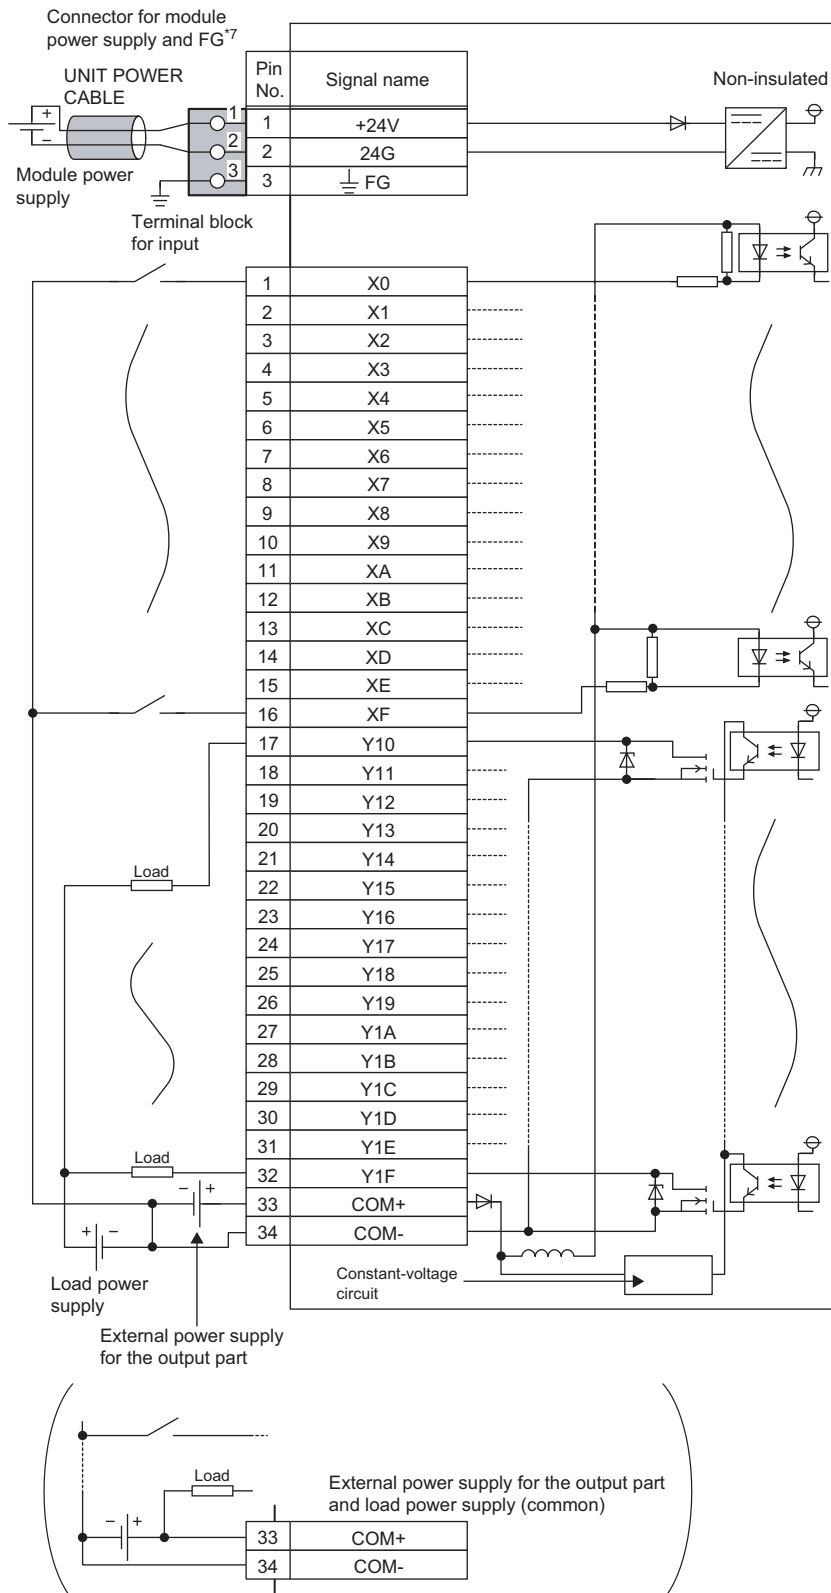 Connector for module
power supply and FG*7
UNIT POWER
CABLE
Pin
No.
Signal name
Non-insulated
+
−
1
1
+24V
2
2
24G
3
3
FG
Module power
supply
Terminal block
for input
1
X0
2
X1
3
X2
4
X3
5
X4
6
X5
7
X6
8
X7
9
X8
10
X9
11
XA
12
XB
13
XC
14
XD
15
XE
16
XF
17
Y10
18
Y11
19
Y12
20
Y13
21
Y14
Load
22
Y15
23
Y16
24
Y17
25
Y18
26
Y19
27
Y1A
28
Y1B
29
Y1C
30
Y1D
31
Y1E
Load
32
Y1F
− +
33
COM+
+ −
34
COM-
Load power
supply
Constant-voltage
circuit
External power supply
for the output part
Load
External power supply for the output part
and load power supply (common)
− +
33
COM+
34
COM-